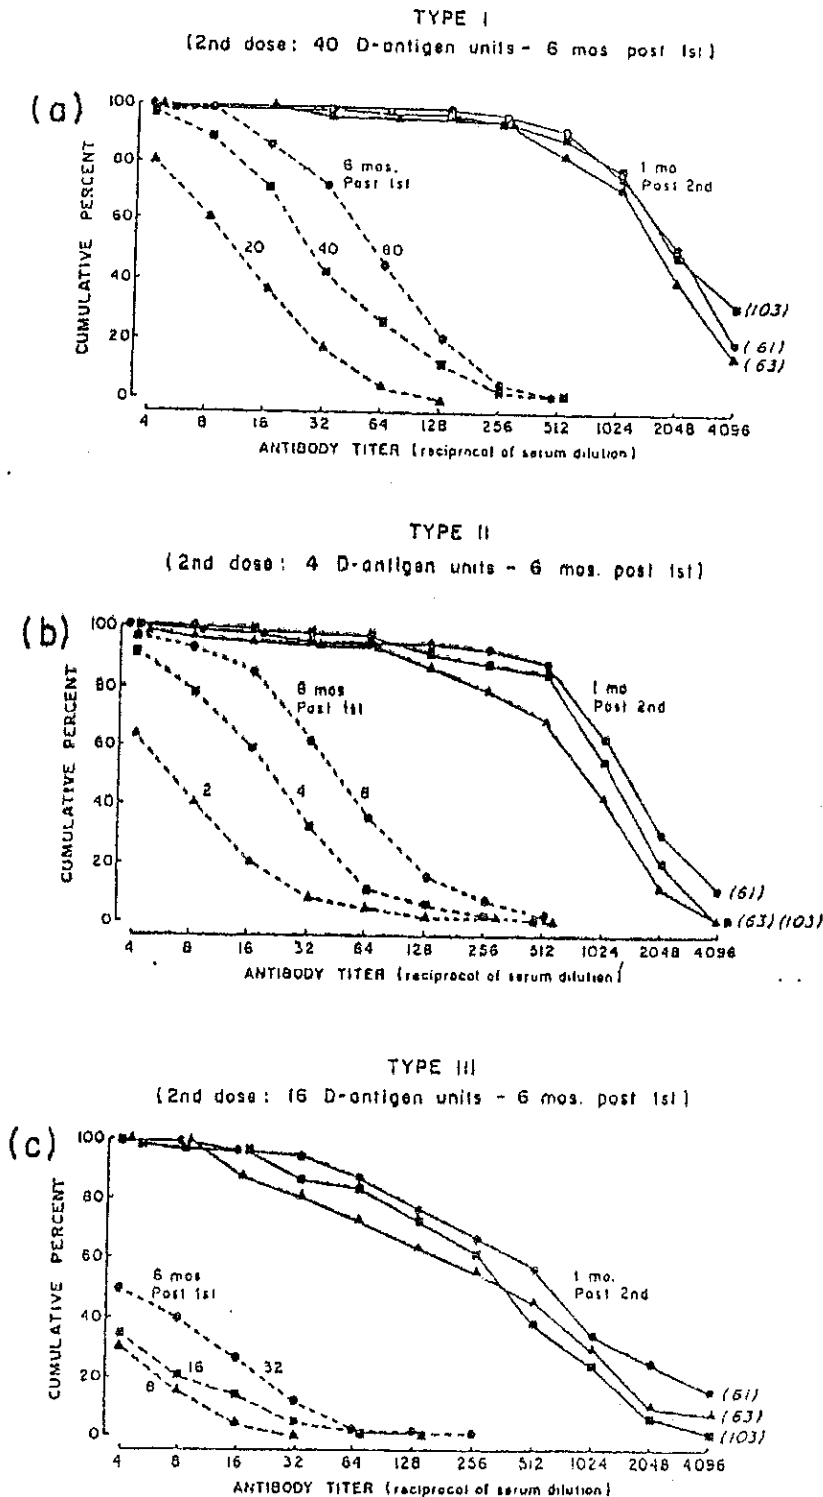 TYPE I
(2nd dose: 40 D-antigen units - 6 mos post 1st)
(a)
CUMULATIVE PERCENT
100
80
60
40
20
0
6 mos.
Post 1st
1 mo
Post 2nd
20
40
80
(103)
(61)
(63)
4 8 16 32 64 128 256 512 1024 2048 4096
ANTIBODY TITER (reciprocal of serum dilution)
TYPE II
(2nd dose: 4 D-antigen units - 6 mos. post 1st)
(b)
CUMULATIVE PERCENT
100
80
60
40
20
0
6 mos
Post 1st
1 mo
Post 2nd
2
4
8
(61)
(63)(103)
4 8 16 32 64 128 256 512 1024 2048 4096
ANTIBODY TITER (reciprocal of serum dilution)
TYPE III
(2nd dose: 16 D-antigen units - 6 mos. post 1st)
(c)
CUMULATIVE PERCENT
100
80
60
40
20
0
6 mos
Post 1st
1 mo.
Post 2nd
8
16
32
(61)
(63)
(103)
4 8 16 32 64 128 256 512 1024 2048 4096
ANTIBODY TITER (reciprocal of serum dilution)